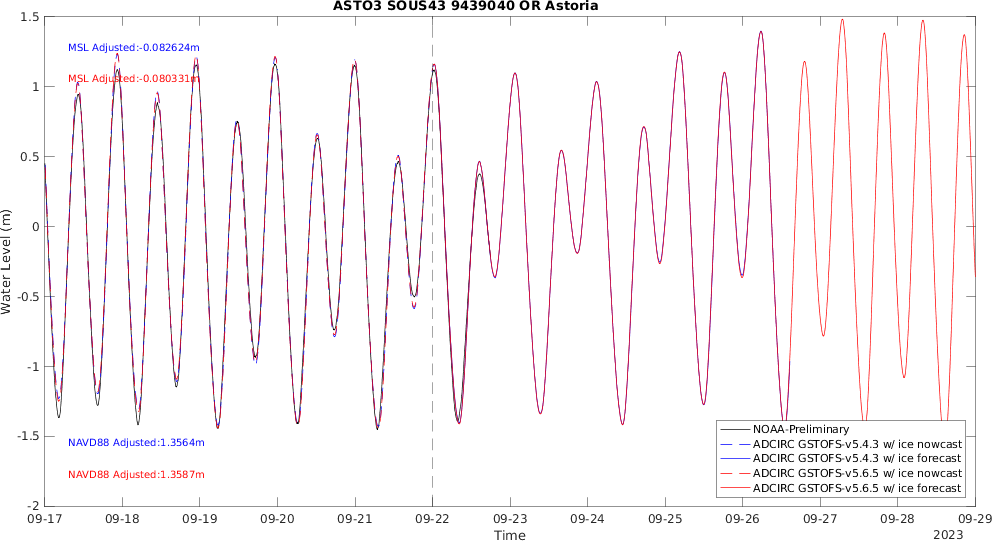 ASTO3 SOUS43 9439040 OR Astoria
MSL Adjusted:-0.082624m
MSL Adjusted:-0.080331m
NAVD88 Adjusted:1.3564m
NAVD88 Adjusted:1.3587m
Water Level (m)
1.5
1
0.5
0
-0.5
-1
-1.5
-2
NOAA-Preliminary
ADCIRC GSTOFS-v5.4.3 w/ ice nowcast
ADCIRC GSTOFS-v5.4.3 w/ ice forecast
ADCIRC GSTOFS-v5.6.5 w/ ice nowcast
ADCIRC GSTOFS-v5.6.5 w/ ice forecast
09-17 09-18 09-19 09-20 09-21 09-22 09-23 09-24 09-25 09-26 09-27 09-28 09-29
Time
2023